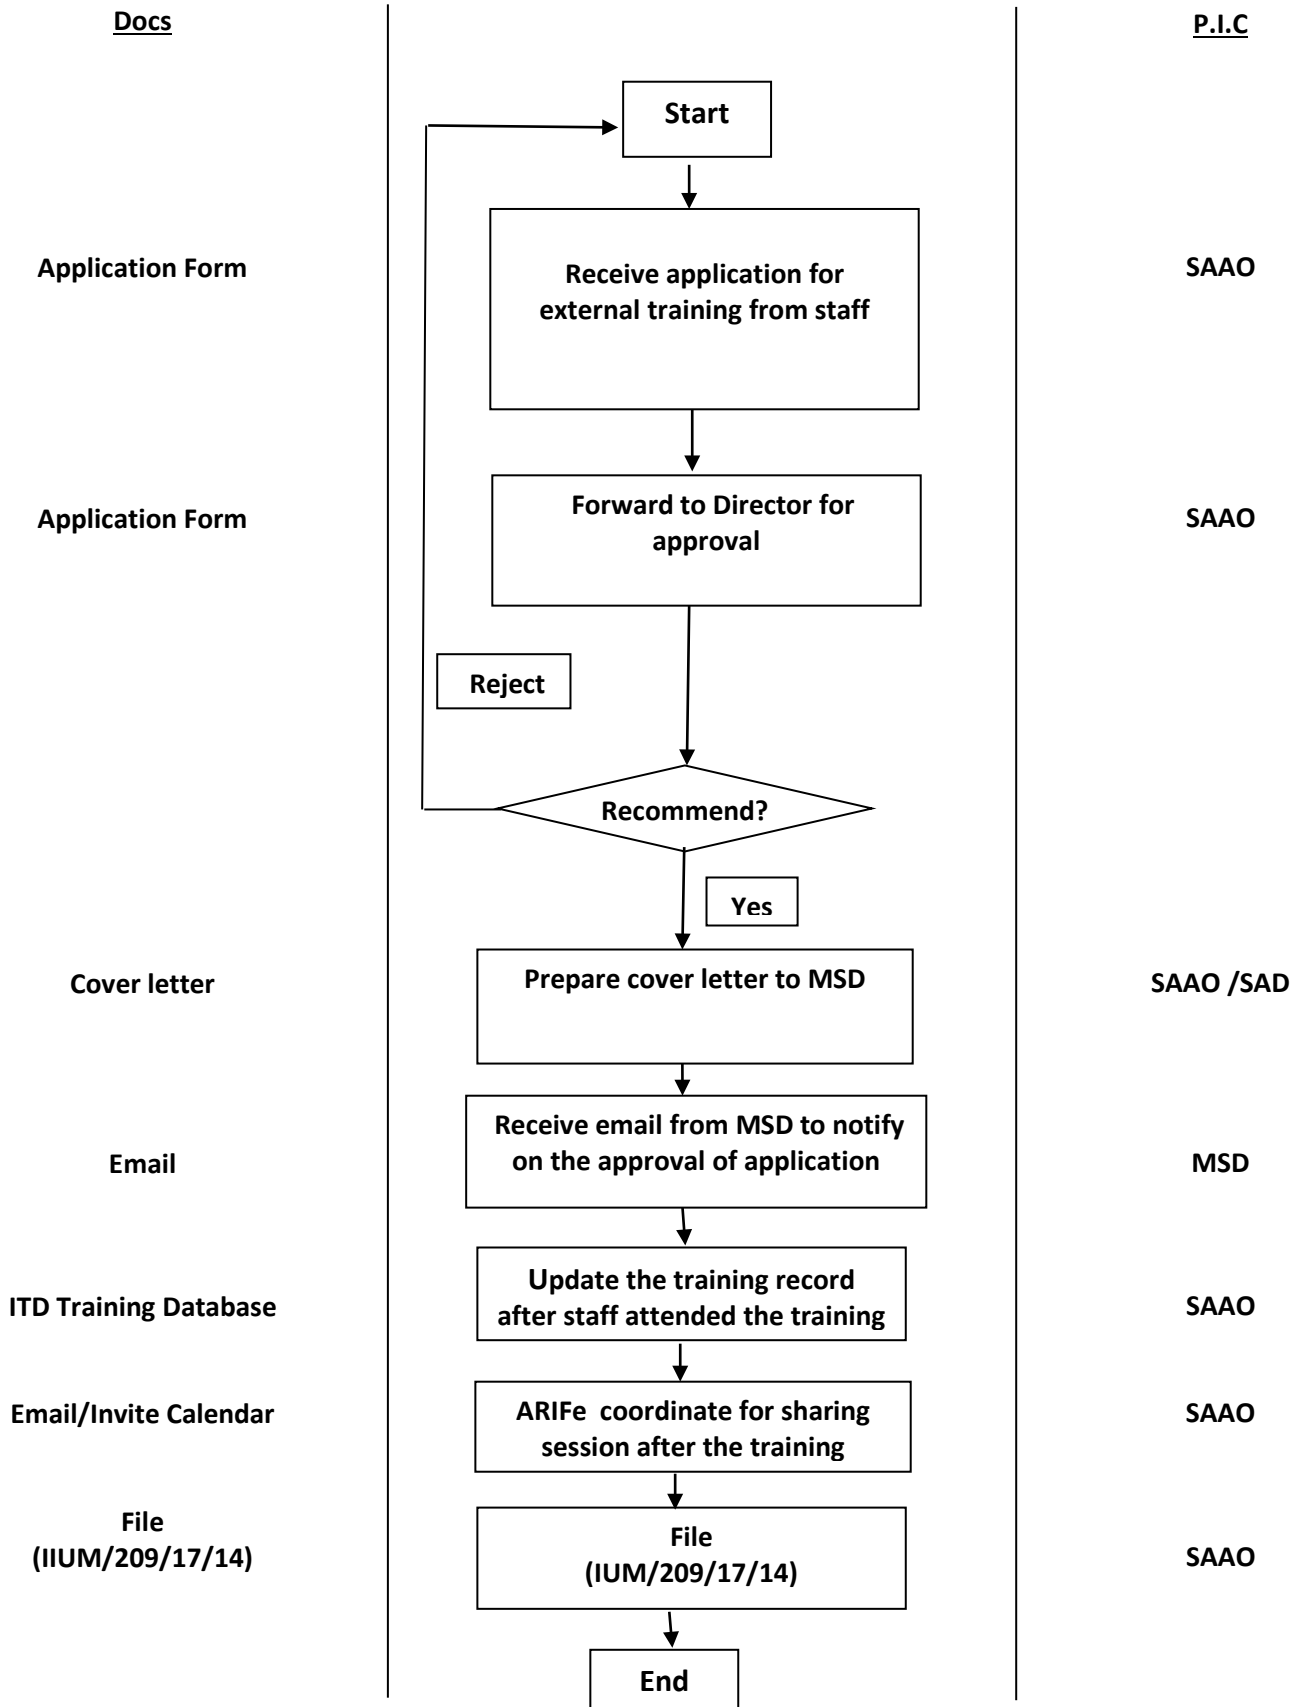 Docs
P.I.C
Start
Application Form
Receive application for
external training from staff
SAAO
Application Form
Forward to Director for
approval
SAAO
Reject
Recommend?
Yes
Cover letter
Prepare cover letter to MSD
SAAO /SAD
Email
Receive email from MSD to notify
on the approval of application
MSD
ITD Training Database
Update the training record
after staff attended the training
SAAO
Email/Invite Calendar
ARIFe coordinate for sharing
session after the training
SAAO
File
(IIUM/209/17/14)
File
(IUM/209/17/14)
SAAO
End